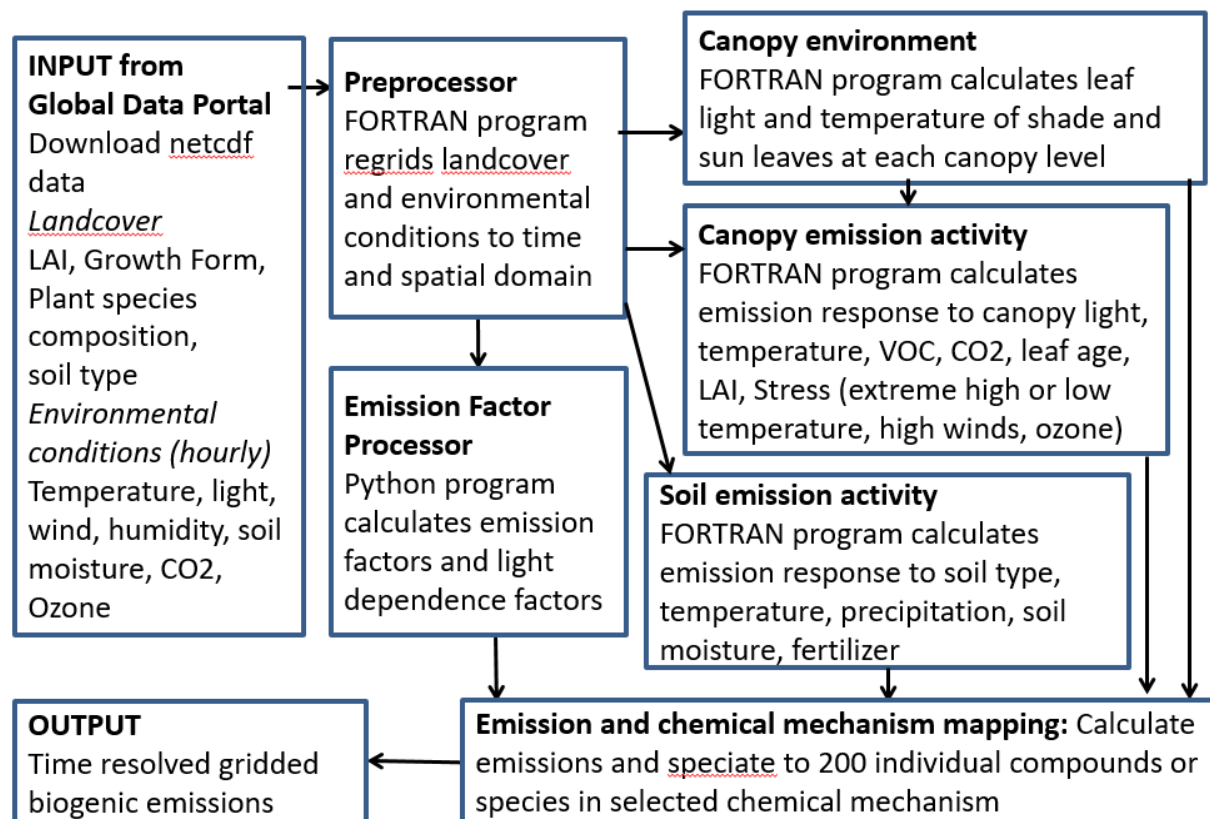 INPUT from
Global Data Portal
Download netcdf
data
Landcover
LAI, Growth Form,
Plant species
composition,
soil type
Environmental
conditions (hourly)
Temperature, light,
wind, humidity, soil
moisture, CO2,
Ozone
Preprocessor
FORTRAN program
regrids landcover
and environmental
conditions to time
and spatial domain
Emission Factor
Processor
Python program
calculates emission
factors and light
dependence factors
Canopy environment
FORTRAN program calculates leaf
light and temperature of shade and
sun leaves at each canopy level
Canopy emission activity
FORTRAN program calculates
emission response to canopy light,
temperature, VOC, CO2, leaf age,
LAI, Stress (extreme high or low
temperature, high winds, ozone)
Soil emission activity
FORTRAN program calculates
emission response to soil type,
temperature, precipitation, soil
moisture, fertilizer
Emission and chemical mechanism mapping: Calculate
emissions and speciate to 200 individual compounds or
species in selected chemical mechanism
OUTPUT
Time resolved gridded
biogenic emissions